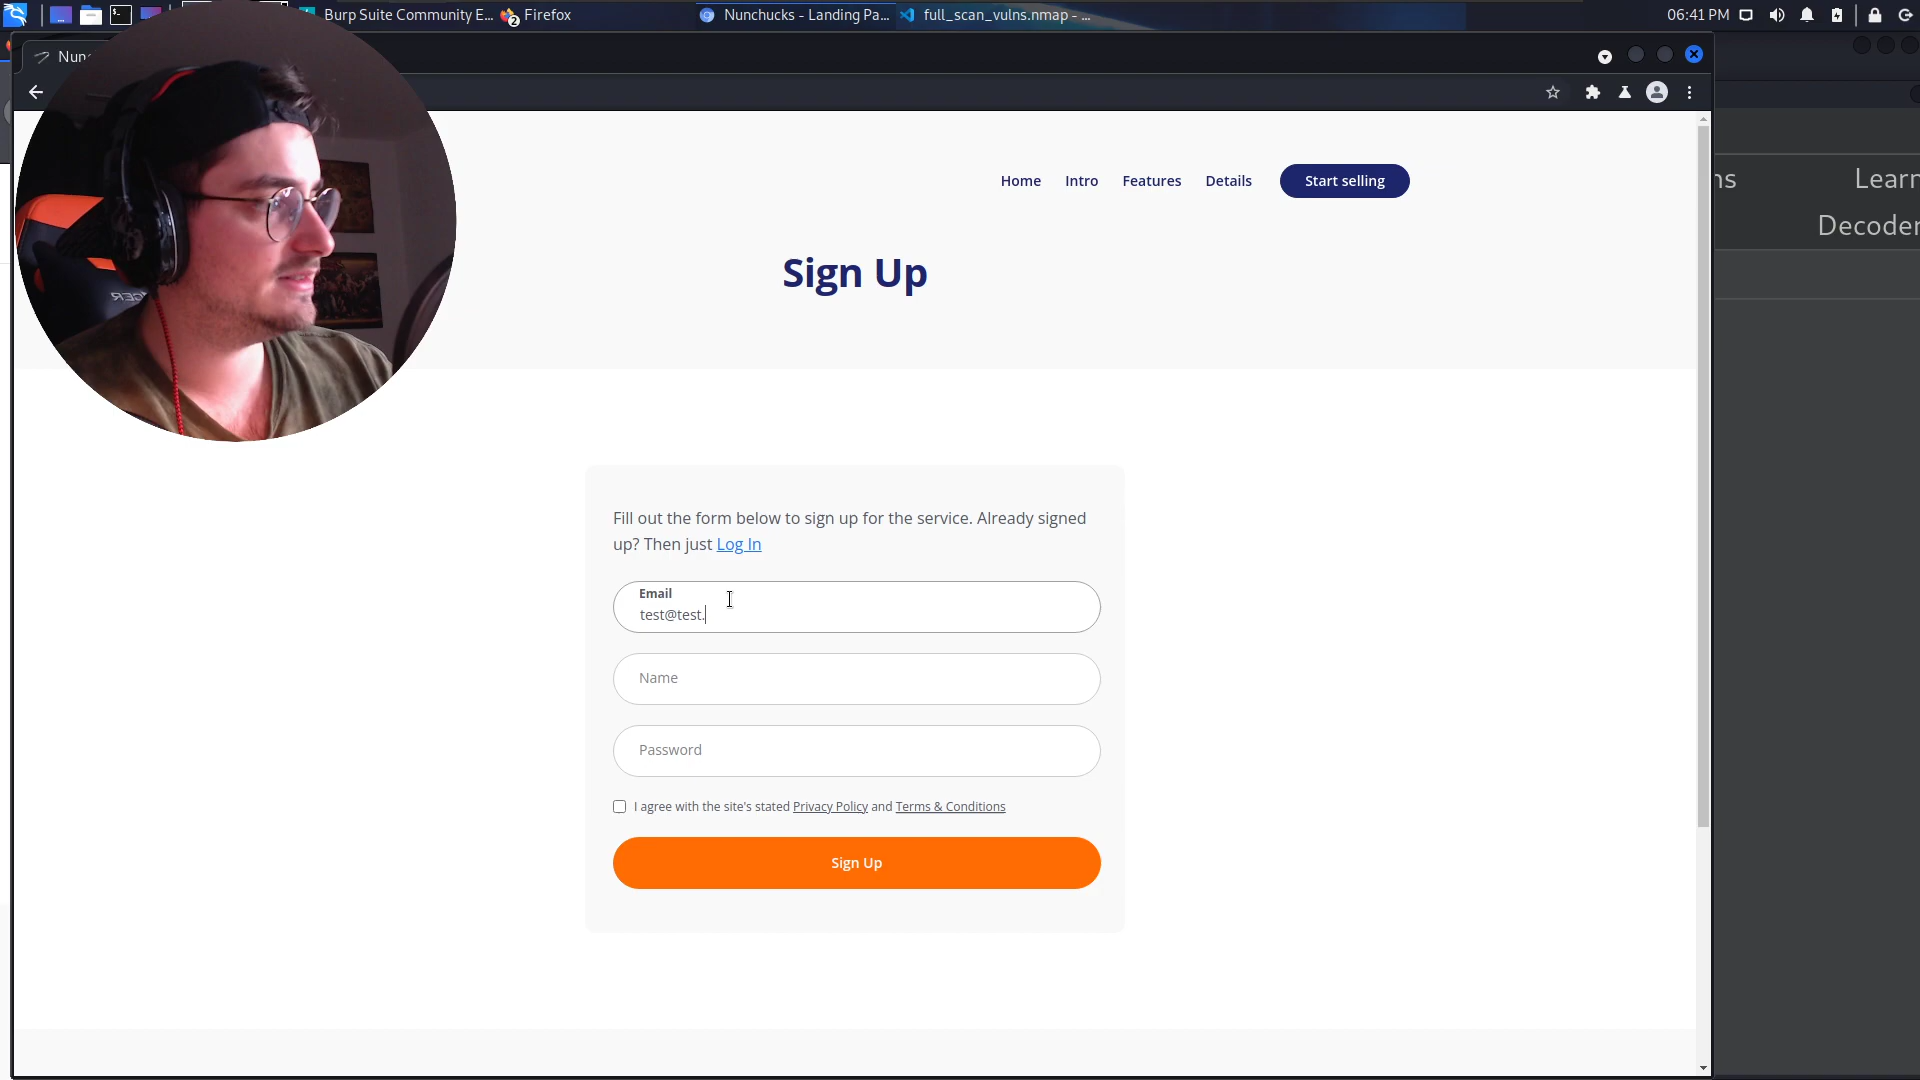 Burp Suite Community E...
Firefox
Nunchucks - Landing Pa...
full_scan_vulns.nmap - ...
06:41 PM
2
Nun
Home
Intro
Features
Details
Start selling
Learn
Decoder
Sign Up
Fill out the form below to sign up for the service. Already signed
up? Then just Log In
Email
test@test.
Name
Password
I agree with the site's stated Privacy Policy and Terms & Conditions
Sign Up